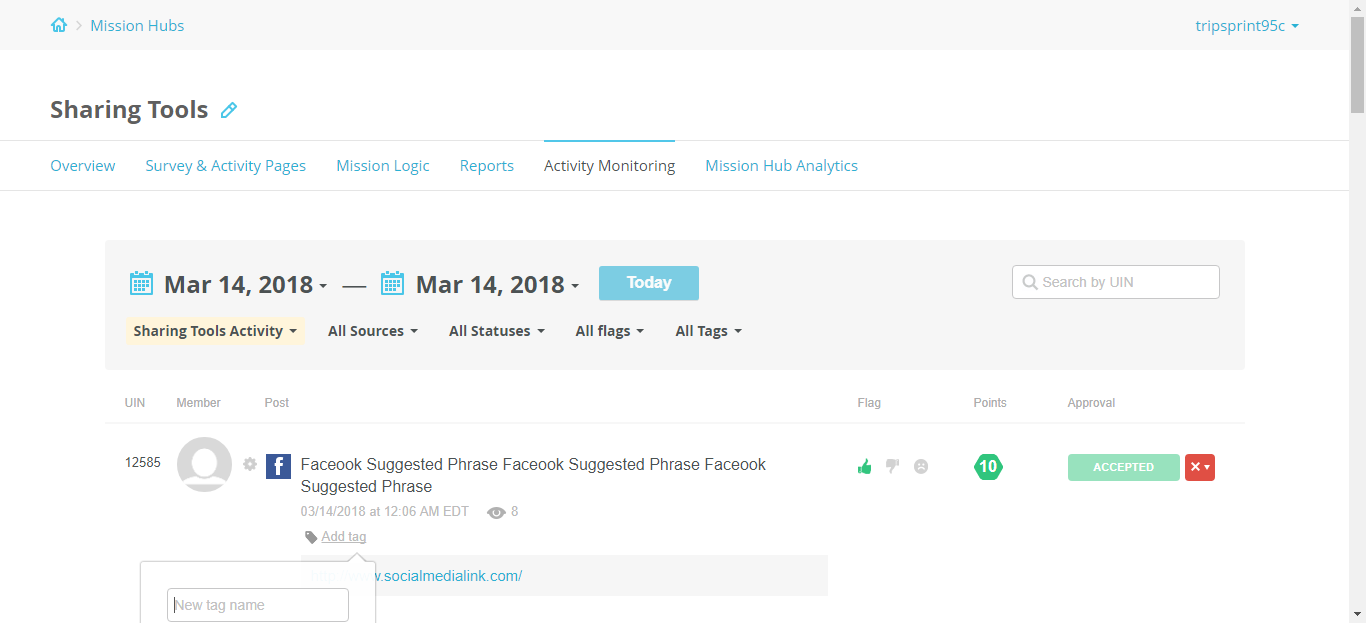 Mission Hubs
tripsprint95c
Sharing Tools
Overview Survey & Activity Pages Mission Logic Reports Activity Monitoring Mission Hub Analytics
Mar 14, 2018 — Mar 14, 2018 Today Search by UIN
Sharing Tools Activity All Sources All Statuses All flags All Tags
UIN Member Post Flag Points Approval
12585 f Faceook Suggested Phrase Faceook Suggested Phrase Faceook 10 ACCEPTED
Suggested Phrase
03/14/2018 at 12:06 AM EDT 8
Add tag
http://www.socialmedialink.com/
New tag name